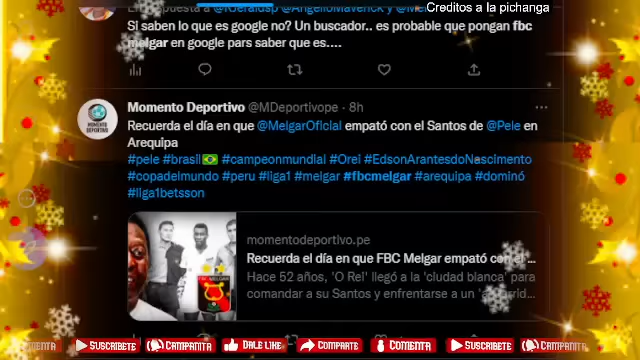 Creditos a la pichanga
Si saben lo que es google no? Un buscador.. es probable que pongan fbc
melgar en google pars saber que es....
Momento Deportivo @MDeportivope · 8h
Recuerda el día en que @MelgarOficial empató con el Santos de @Pele en
Arequipa
#pele #brasil🇧🇷 #campeonmundial #Orei #EdsonArantesdoNascimento
#copadelmundo #peru #liga1 #melgar #fbcmelgar #arequipa #dominó
#liga1betsson
MOMENTO
DEPORTIVO
momentodeportivo.pe
Recuerda el día en que FBC Melgar empató con el ...
Hace 52 años, 'O Rei' llegó a la 'ciudad blanca' para
comandar a su Santos y enfrentarse a un
COMENTA SUSCRIBETE CAMPANITA DALE LIKE COMPARTE COMENTA SUSCRIBETE CAMPANITA